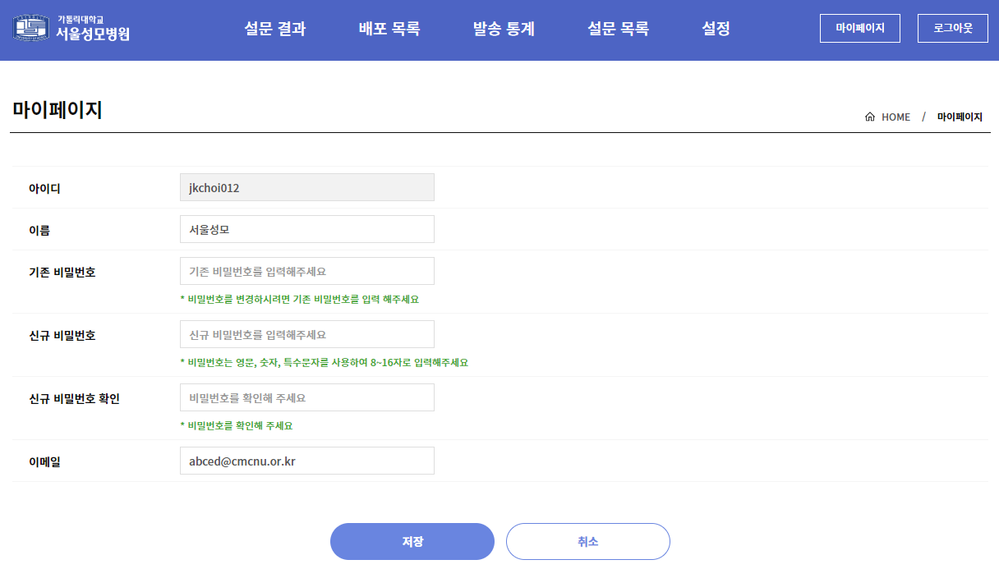 가톨릭대학교
서울성모병원
설문 결과 배포 목록 발송 통계 설문 목록 설정 마이페이지 로그아웃
마이페이지
HOME / 마이페이지
아이디 jkchoi012
이름 서울성모
기존 비밀번호 기존 비밀번호를 입력해주세요
* 비밀번호를 변경하시려면 기존 비밀번호를 입력 해주세요
신규 비밀번호 신규 비밀번호를 입력해주세요
* 비밀번호는 영문, 숫자, 특수문자를 사용하여 8~16자로 입력해주세요
신규 비밀번호 확인 비밀번호를 확인해 주세요
* 비밀번호를 확인해 주세요
이메일 abced@cmcnu.or.kr
저장 취소